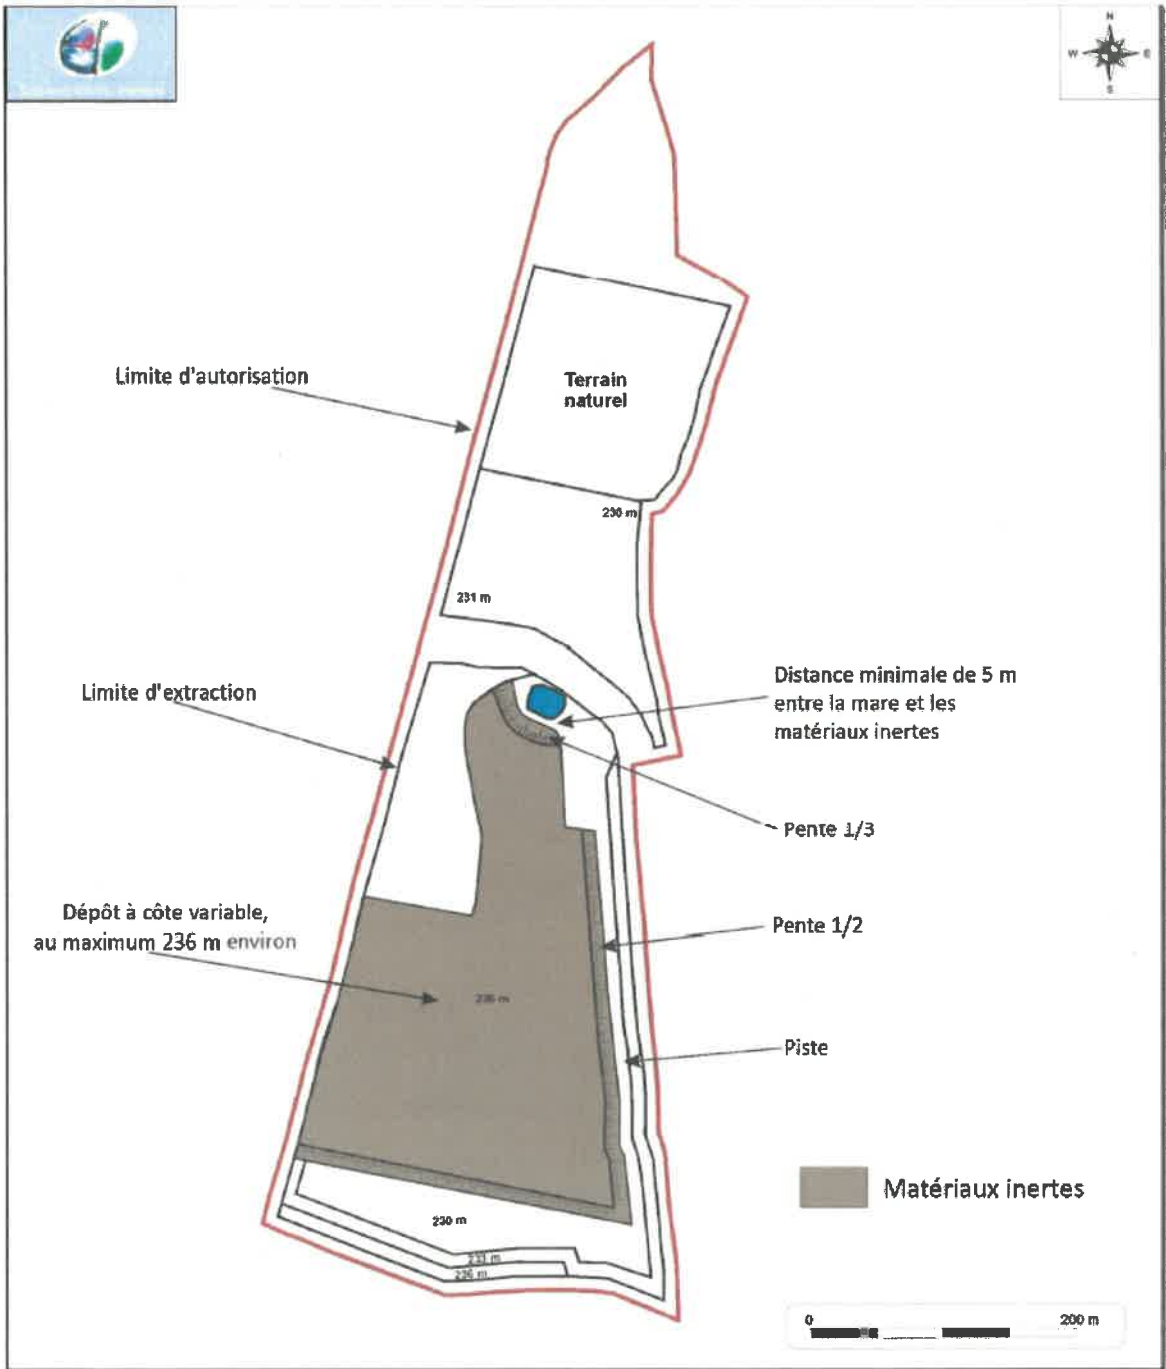 N
W E
S
Terrain
naturel
Limite d'autorisation
230 m
231 m
Distance minimale de 5 m
entre la mare et les
matériaux inertes
Limite d'extraction
Pente 1/3
Dépôt à côte variable,
au maximum 236 m environ
Pente 1/2
236 m
Piste
Matériaux inertes
230 m
233 m
236 m
0 200 m